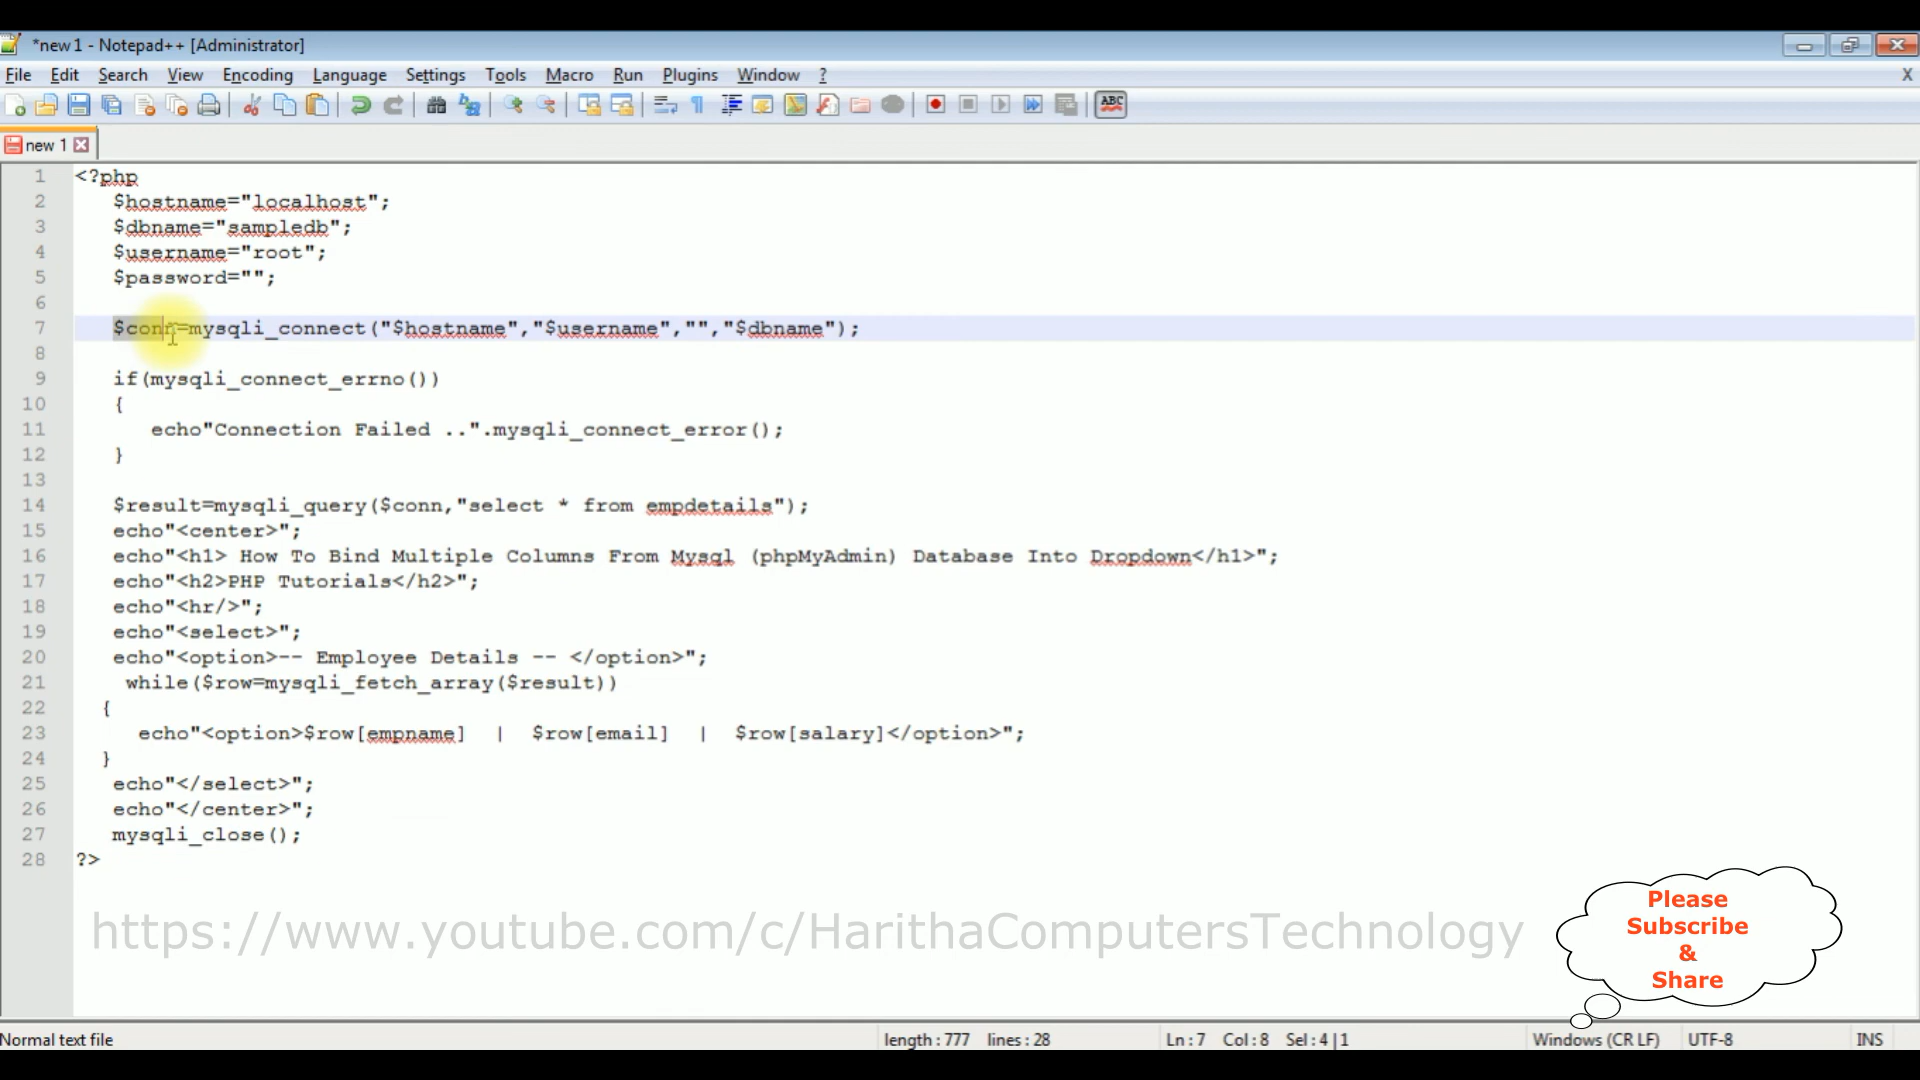 *new 1 - Notepad++ [Administrator]
File Edit Search View Encoding Language Settings Tools Macro Run Plugins Window ? X
ABC
new 1
1 <?php
2 $hostname="localhost";
3 $dbname="sampledb";
4 $username="root";
5 $password="";
6
7 $conn=mysqli_connect("$hostname","$username","","$dbname");
8
9 if(mysqli_connect_errno())
10 {
11 echo"Connection Failed ..".mysqli_connect_error();
12 }
13
14 $result=mysqli_query($conn,"select * from empdetails");
15 echo"<center>";
16 echo"<h1> How To Bind Multiple Columns From Mysql (phpMyAdmin) Database Into Dropdown</h1>";
17 echo"<h2>PHP Tutorials</h2>";
18 echo"<hr/>";
19 echo"<select>";
20 echo"<option>-- Employee Details -- </option>";
21 while($row=mysqli_fetch_array($result))
22 {
23 echo"<option>$row[empname] | $row[email] | $row[salary]</option>";
24 }
25 echo"</select>";
26 echo"</center>";
27 mysqli_close();
28 ?>
https://www.youtube.com/c/HarithaComputersTechnology
Please
Subscribe
&
Share
Normal text file length : 777 lines : 28 Ln : 7 Col : 8 Sel : 4 | 1 Windows (CR LF) UTF-8 INS